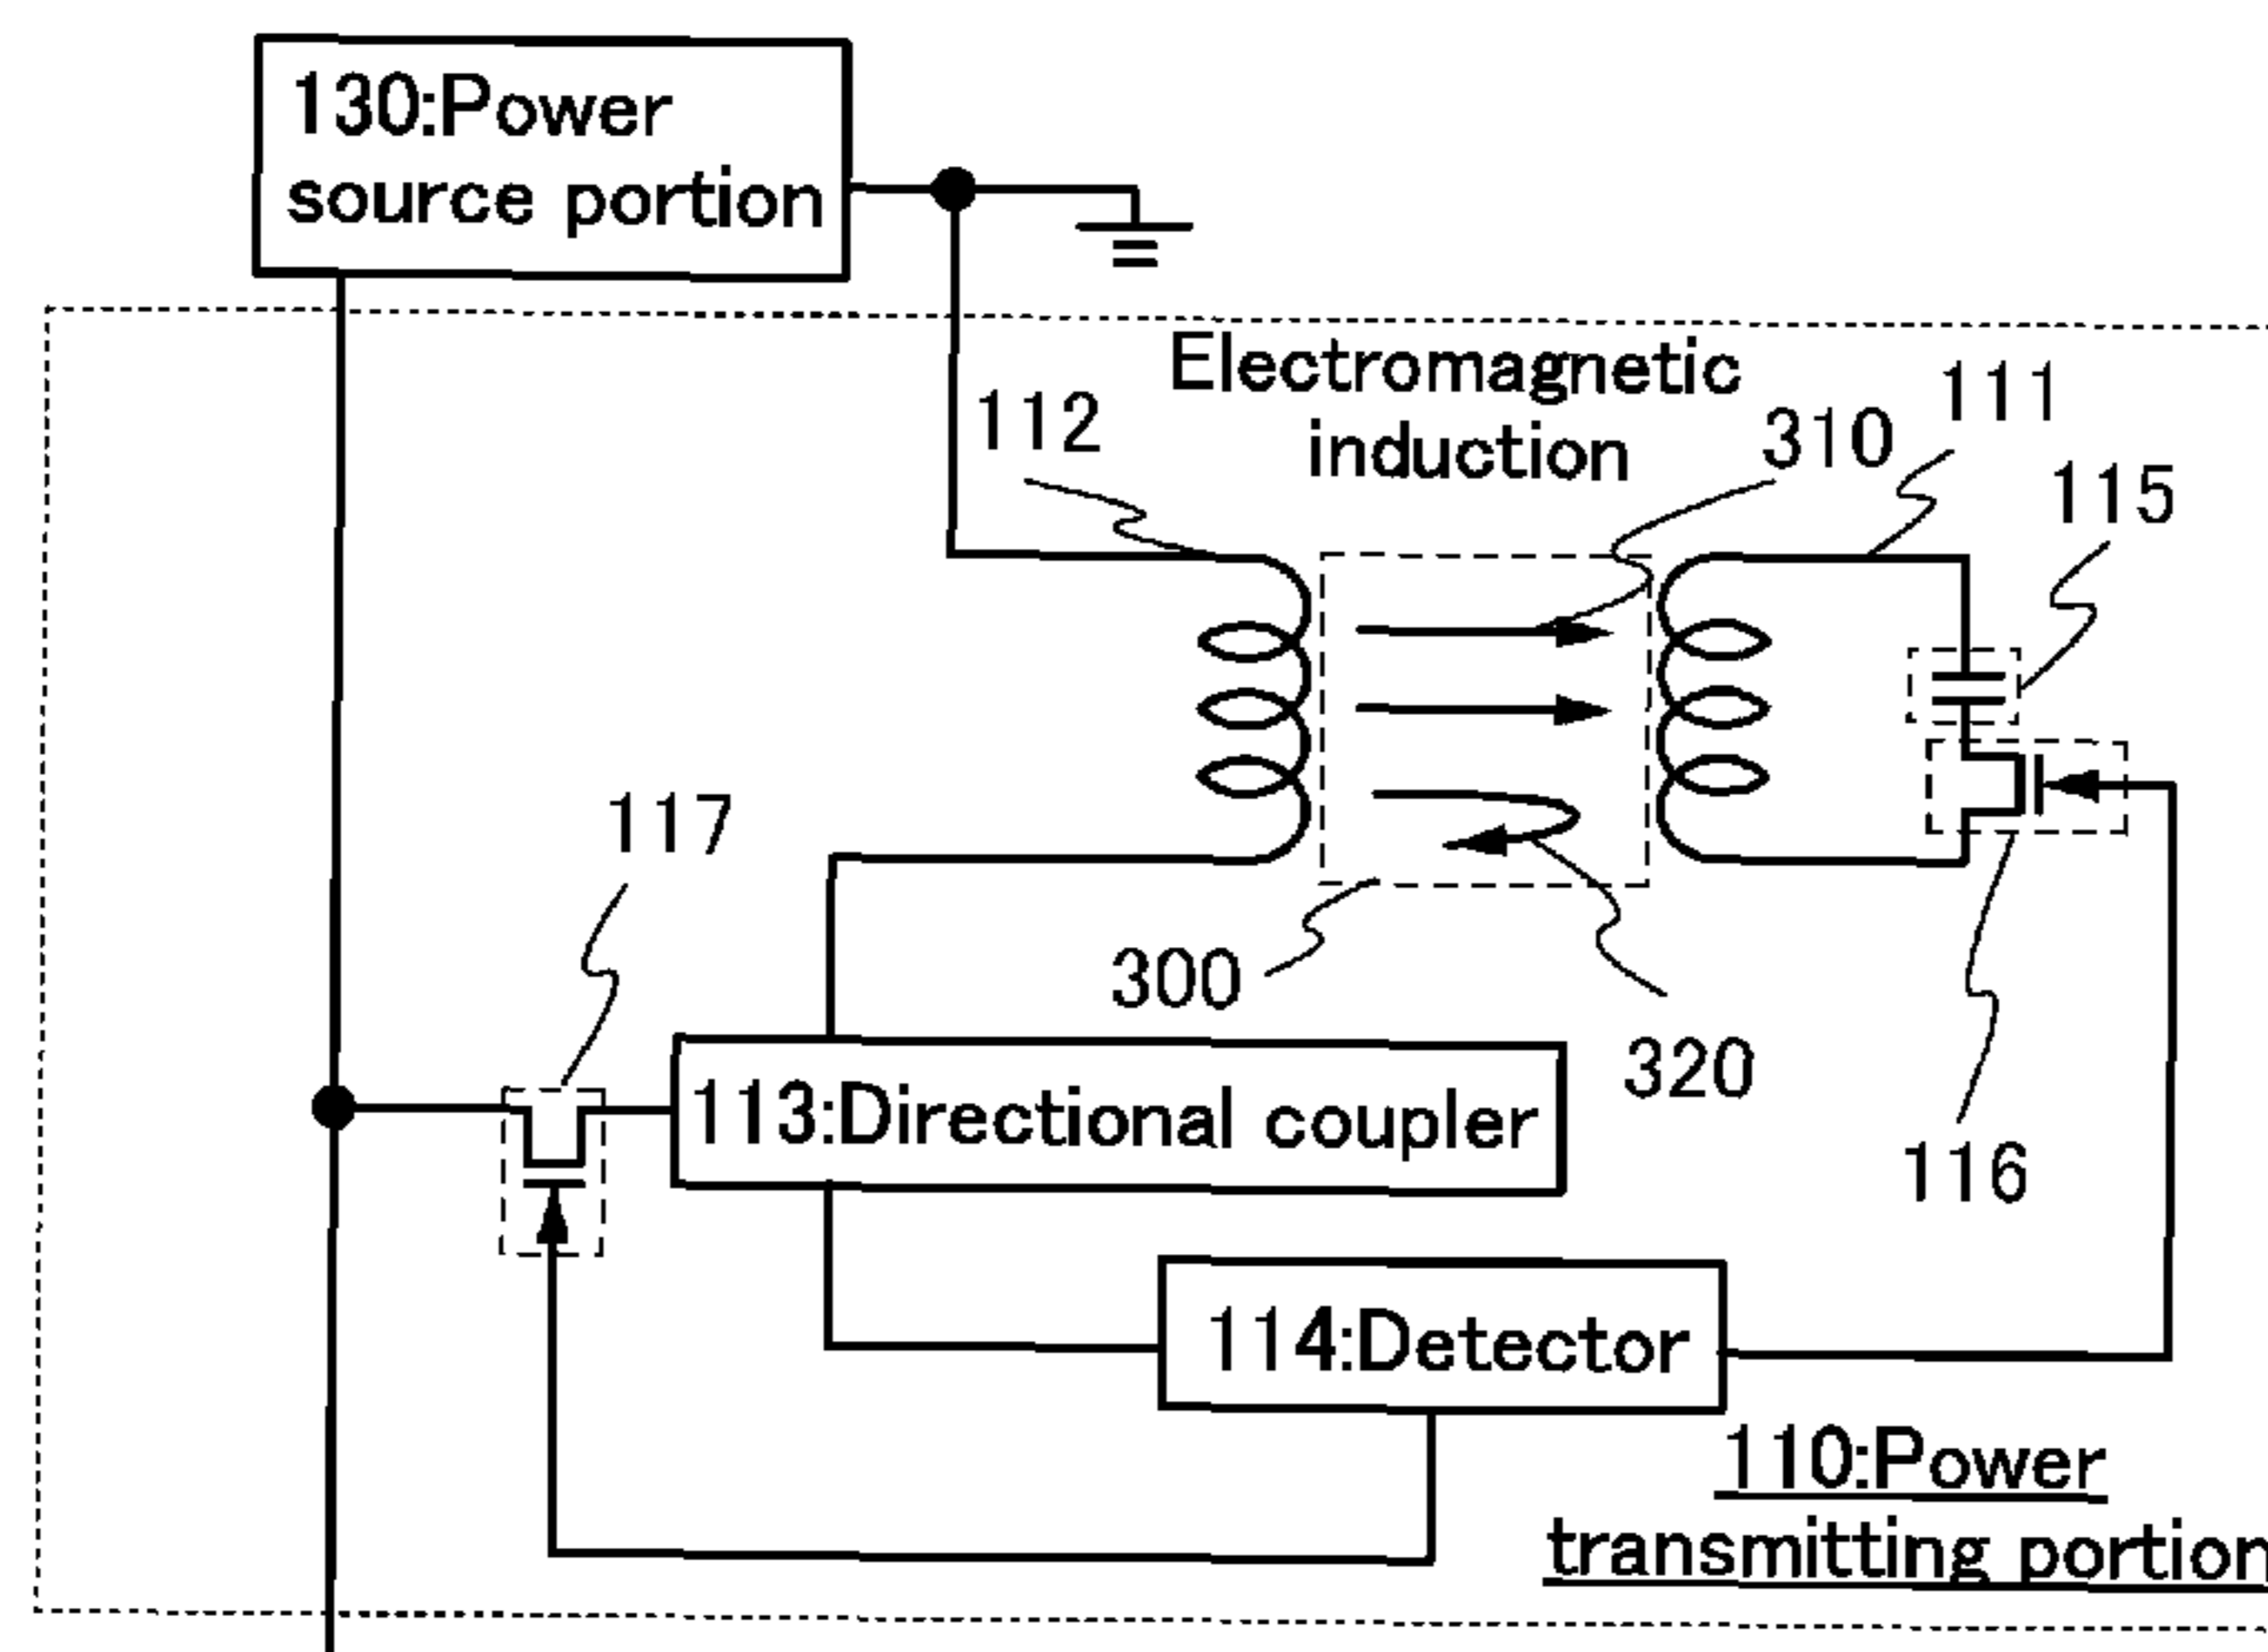 130:Power
source portion
Electromagnetic
induction
112
310
111
115
117
300
320
113:Directional coupler
116
114:Detector
110:Power
transmitting portion